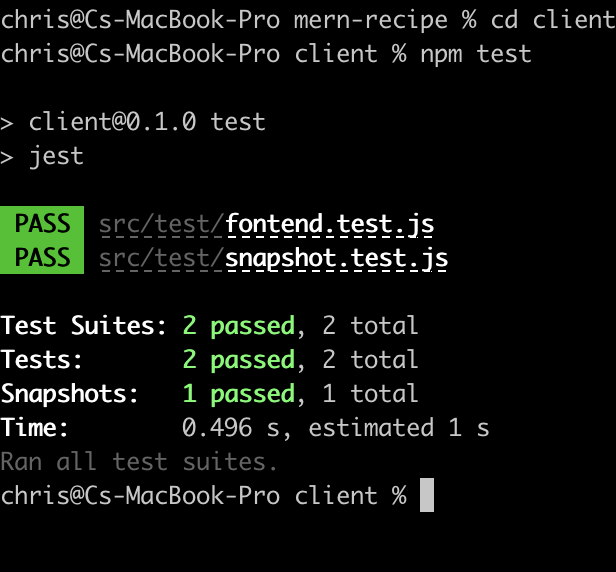 chris@Cs-MacBook-Pro mern-recipe % cd client
chris@Cs-MacBook-Pro client % npm test
> client@0.1.0 test
> jest
PASS src/test/fontend.test.js
PASS src/test/snapshot.test.js
Test Suites: 2 passed, 2 total
Tests: 2 passed, 2 total
Snapshots: 1 passed, 1 total
Time: 0.496 s, estimated 1 s
Ran all test suites.
chris@Cs-MacBook-Pro client %